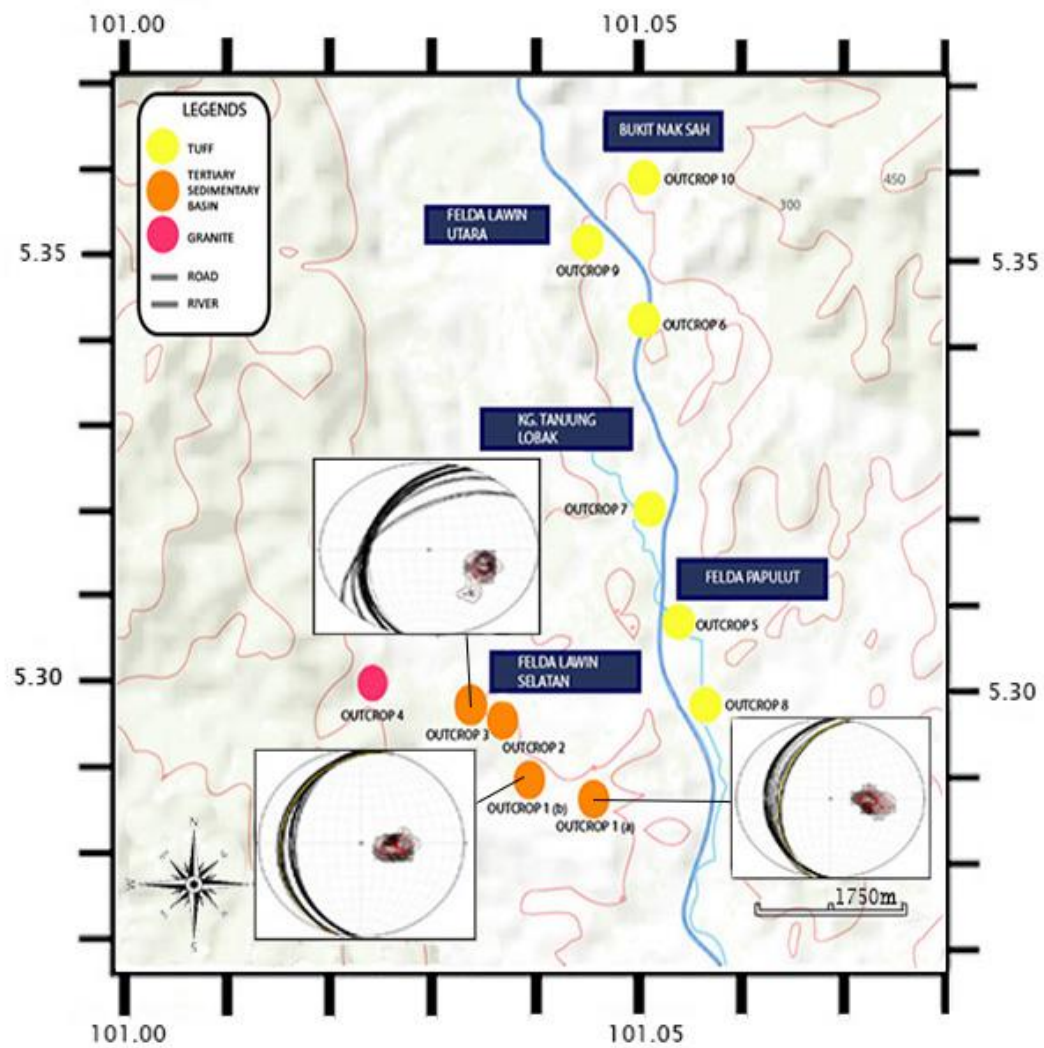 101.00
101.05
LEGENDS
TUFF
TERTIARY
SEDIMENTARY
BASIN
GRANITE
ROAD
RIVER
BUKIT NAK SAH
OUTCROP 10
450
300
FELDA LAWIN
UTARA
5.35
5.35
OUTCROP 9
OUTCROP 6
KG. TANJUNG
LOBAK
OUTCROP 7
FELDA PAPULUT
OUTCROP 5
FELDA LAWIN
SELATAN
5.30
5.30
OUTCROP 4
OUTCROP 3
OUTCROP 2
OUTCROP 8
OUTCROP 1 (b)
OUTCROP 1 (a)
N
W
S
1750m
101.00
101.05